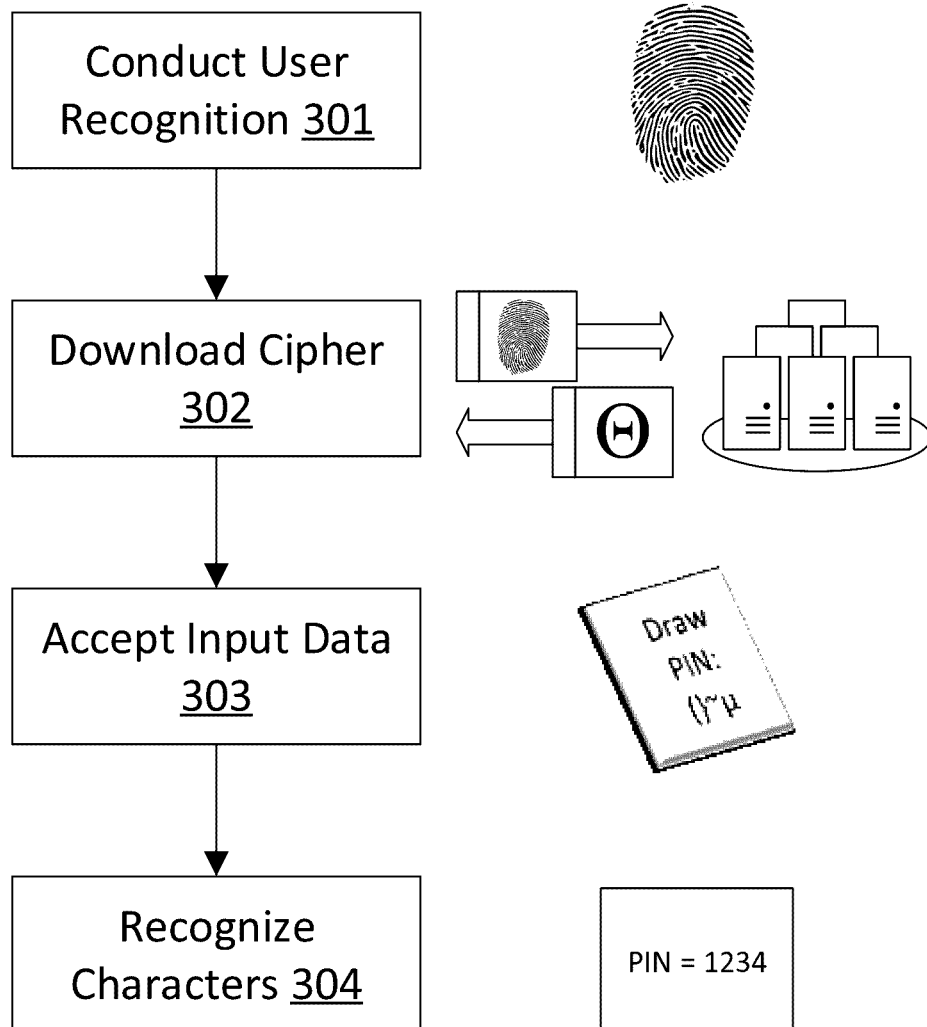 Conduct User
Recognition 301
Download Cipher
302
Θ
Accept Input Data
303
Draw
PIN:
()~μ
Recognize
Characters 304
PIN = 1234